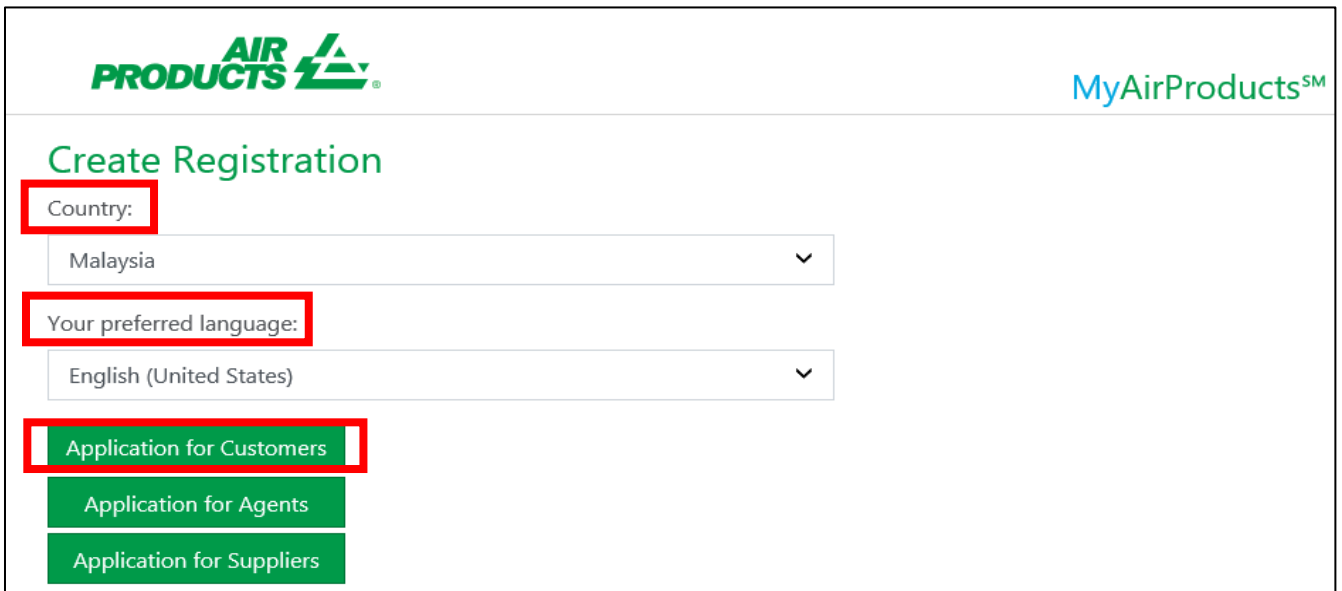 AIR
PRODUCTS ®
MyAirProducts℠
Create Registration
Country:
Malaysia
Your preferred language:
English (United States)
Application for Customers
Application for Agents
Application for Suppliers